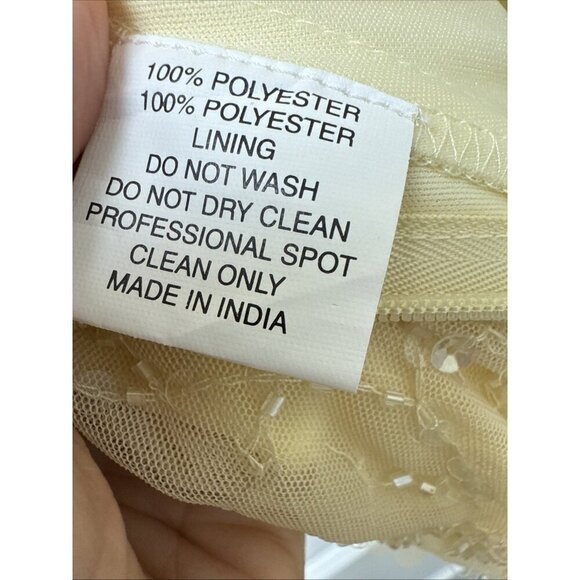 100% POLYESTER
100% POLYESTER
LINING
DO NOT WASH
DO NOT DRY CLEAN
PROFESSIONAL SPOT
CLEAN ONLY
MADE IN INDIA